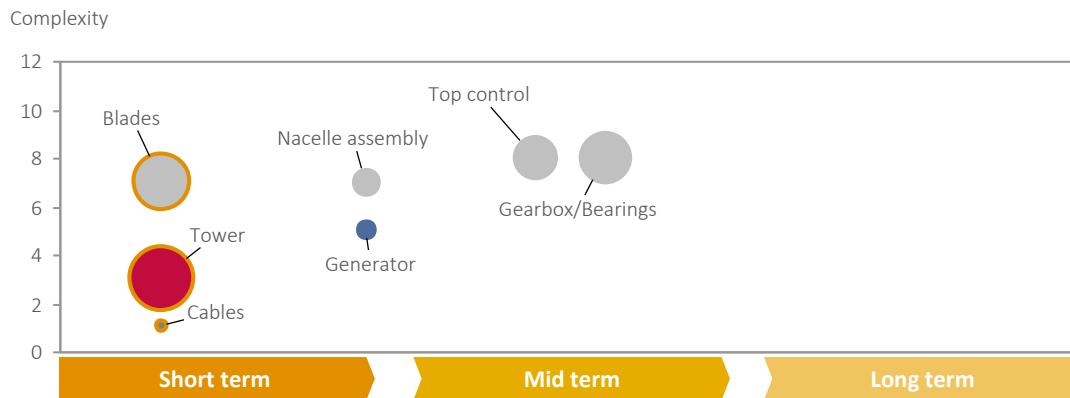 Complexity
12
10
8
6
4
2
0
Blades
Tower
Cables
Nacelle assembly
Generator
Top control
Gearbox/Bearings
Short term
Mid term
Long term